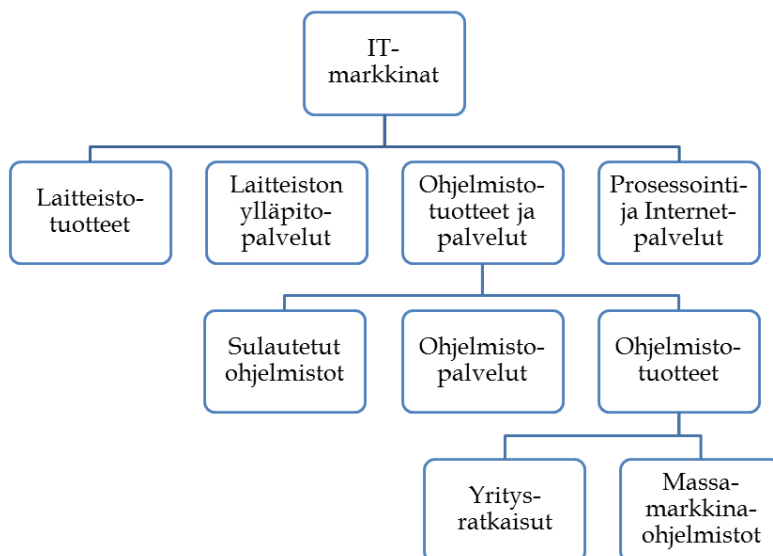 IT-
markkinat
Laitteisto-
tuotteet
Laitteiston
ylläpito-
palvelut
Ohjelmisto-
tuotteet ja
palvelut
Prosessointi-
ja Internet-
palvelut
Sulautetut
ohjelmistot
Ohjelmisto-
palvelut
Ohjelmisto-
tuotteet
Yritys-
ratkaisut
Massa-
markkina-
ohjelmistot